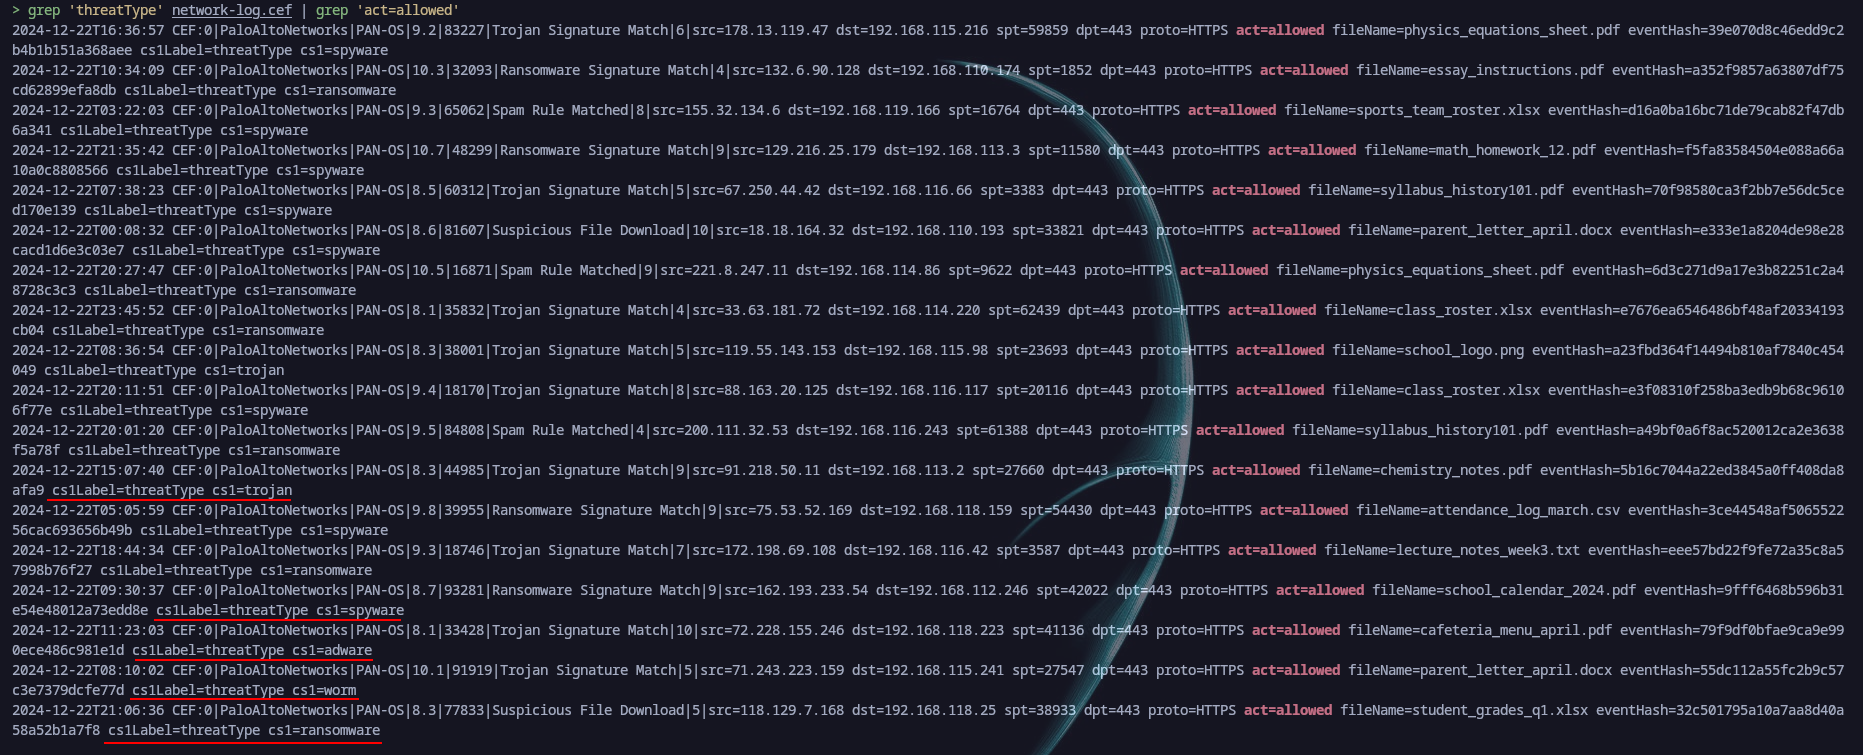 > grep 'threatType' network-log.cef | grep 'act=allowed'
2024-12-22T16:36:57 CEF:0|PaloAltoNetworks|PAN-OS|9.2|83227|Trojan Signature Match|6|src=178.13.119.47 dst=192.168.115.216 spt=59859 dpt=443 proto=HTTPS act=allowed fileName=physics_equations_sheet.pdf eventHash=39e070d8c46edd9c2
b4b1b151a368aee cs1Label=threatType cs1=spyware
2024-12-22T10:34:09 CEF:0|PaloAltoNetworks|PAN-OS|10.3|32093|Ransomware Signature Match|4|src=132.6.90.128 dst=192.168.110.174 spt=1852 dpt=443 proto=HTTPS act=allowed fileName=essay_instructions.pdf eventHash=a352f9857a63807df75
cd62899efa8db cs1Label=threatType cs1=ransomware
2024-12-22T03:22:03 CEF:0|PaloAltoNetworks|PAN-OS|9.3|65062|Spam Rule Matched|8|src=155.32.134.6 dst=192.168.119.166 spt=16764 dpt=443 proto=HTTPS act=allowed fileName=sports_team_roster.xlsx eventHash=d16a0ba16bc71de79cab82f47db
6a341 cs1Label=threatType cs1=spyware
2024-12-22T21:35:42 CEF:0|PaloAltoNetworks|PAN-OS|10.7|48299|Ransomware Signature Match|9|src=129.216.25.179 dst=192.168.113.3 spt=11580 dpt=443 proto=HTTPS act=allowed fileName=math_homework_12.pdf eventHash=f5fa83584504e088a66a
10a0c8808566 cs1Label=threatType cs1=spyware
2024-12-22T07:38:23 CEF:0|PaloAltoNetworks|PAN-OS|8.5|60312|Trojan Signature Match|5|src=67.250.44.42 dst=192.168.116.66 spt=3383 dpt=443 proto=HTTPS act=allowed fileName=syllabus_history101.pdf eventHash=70f98580ca3f2bb7e56dc5ce
d170e139 cs1Label=threatType cs1=spyware
2024-12-22T00:08:32 CEF:0|PaloAltoNetworks|PAN-OS|8.6|81607|Suspicious File Download|10|src=18.18.164.32 dst=192.168.110.193 spt=33821 dpt=443 proto=HTTPS act=allowed fileName=parent_letter_april.docx eventHash=e333e1a8204de98e28
cacd1d6e3c03e7 cs1Label=threatType cs1=spyware
2024-12-22T20:27:47 CEF:0|PaloAltoNetworks|PAN-OS|10.5|16871|Spam Rule Matched|9|src=221.8.247.11 dst=192.168.114.86 spt=9622 dpt=443 proto=HTTPS act=allowed fileName=physics_equations_sheet.pdf eventHash=6d3c271d9a17e3b82251c2a4
8728c3c3 cs1Label=threatType cs1=ransomware
2024-12-22T23:45:52 CEF:0|PaloAltoNetworks|PAN-OS|8.1|35832|Trojan Signature Match|4|src=33.63.181.72 dst=192.168.114.220 spt=62439 dpt=443 proto=HTTPS act=allowed fileName=class_roster.xlsx eventHash=e7676ea6546486bf48af20334193
cb04 cs1Label=threatType cs1=ransomware
2024-12-22T08:36:54 CEF:0|PaloAltoNetworks|PAN-OS|8.3|38001|Trojan Signature Match|5|src=119.55.143.153 dst=192.168.115.98 spt=23693 dpt=443 proto=HTTPS act=allowed fileName=school_logo.png eventHash=a23fbd364f14494b810af7840c454
049 cs1Label=threatType cs1=trojan
2024-12-22T20:11:51 CEF:0|PaloAltoNetworks|PAN-OS|9.4|18170|Trojan Signature Match|8|src=88.163.20.125 dst=192.168.116.117 spt=20116 dpt=443 proto=HTTPS act=allowed fileName=class_roster.xlsx eventHash=e3f08310f258ba3edb9b68c9610
6f77e cs1Label=threatType cs1=spyware
2024-12-22T20:01:20 CEF:0|PaloAltoNetworks|PAN-OS|9.5|84808|Spam Rule Matched|4|src=200.111.32.53 dst=192.168.116.243 spt=61388 dpt=443 proto=HTTPS act=allowed fileName=syllabus_history101.pdf eventHash=a49bf0a6f8ac520012ca2e3638
f5a78f cs1Label=threatType cs1=ransomware
2024-12-22T15:07:40 CEF:0|PaloAltoNetworks|PAN-OS|8.3|44985|Trojan Signature Match|9|src=91.218.50.11 dst=192.168.113.2 spt=27660 dpt=443 proto=HTTPS act=allowed fileName=chemistry_notes.pdf eventHash=5b16c7044a22ed3845a0ff408da8
afa9 cs1Label=threatType cs1=trojan
2024-12-22T05:05:59 CEF:0|PaloAltoNetworks|PAN-OS|9.8|39955|Ransomware Signature Match|9|src=75.53.52.169 dst=192.168.118.159 spt=54430 dpt=443 proto=HTTPS act=allowed fileName=attendance_log_march.csv eventHash=3ce44548af5065522
56cac693656b49b cs1Label=threatType cs1=spyware
2024-12-22T18:44:34 CEF:0|PaloAltoNetworks|PAN-OS|9.3|18746|Trojan Signature Match|7|src=172.198.69.108 dst=192.168.116.42 spt=3587 dpt=443 proto=HTTPS act=allowed fileName=lecture_notes_week3.txt eventHash=eee57bd22f9fe72a35c8a5
7998b76f27 cs1Label=threatType cs1=ransomware
2024-12-22T09:30:37 CEF:0|PaloAltoNetworks|PAN-OS|8.7|93281|Ransomware Signature Match|9|src=162.193.233.54 dst=192.168.112.246 spt=42022 dpt=443 proto=HTTPS act=allowed fileName=school_calendar_2024.pdf eventHash=9fff6468b596b31
e54e48012a73edd8e cs1Label=threatType cs1=spyware
2024-12-22T11:23:03 CEF:0|PaloAltoNetworks|PAN-OS|8.1|33428|Trojan Signature Match|10|src=72.228.155.246 dst=192.168.118.223 spt=41136 dpt=443 proto=HTTPS act=allowed fileName=cafeteria_menu_april.pdf eventHash=79f9df0bfae9ca9e99
0ece486c981e1d cs1Label=threatType cs1=adware
2024-12-22T08:10:02 CEF:0|PaloAltoNetworks|PAN-OS|10.1|91919|Trojan Signature Match|5|src=71.243.223.159 dst=192.168.115.241 spt=27547 dpt=443 proto=HTTPS act=allowed fileName=parent_letter_april.docx eventHash=55dc112a55fc2b9c57
c3e7379dcfe77d cs1Label=threatType cs1=worm
2024-12-22T21:06:36 CEF:0|PaloAltoNetworks|PAN-OS|8.3|77833|Suspicious File Download|5|src=118.129.7.168 dst=192.168.118.25 spt=38933 dpt=443 proto=HTTPS act=allowed fileName=student_grades_q1.xlsx eventHash=32c501795a10a7aa8d40a
58a52b1a7f8 cs1Label=threatType cs1=ransomware